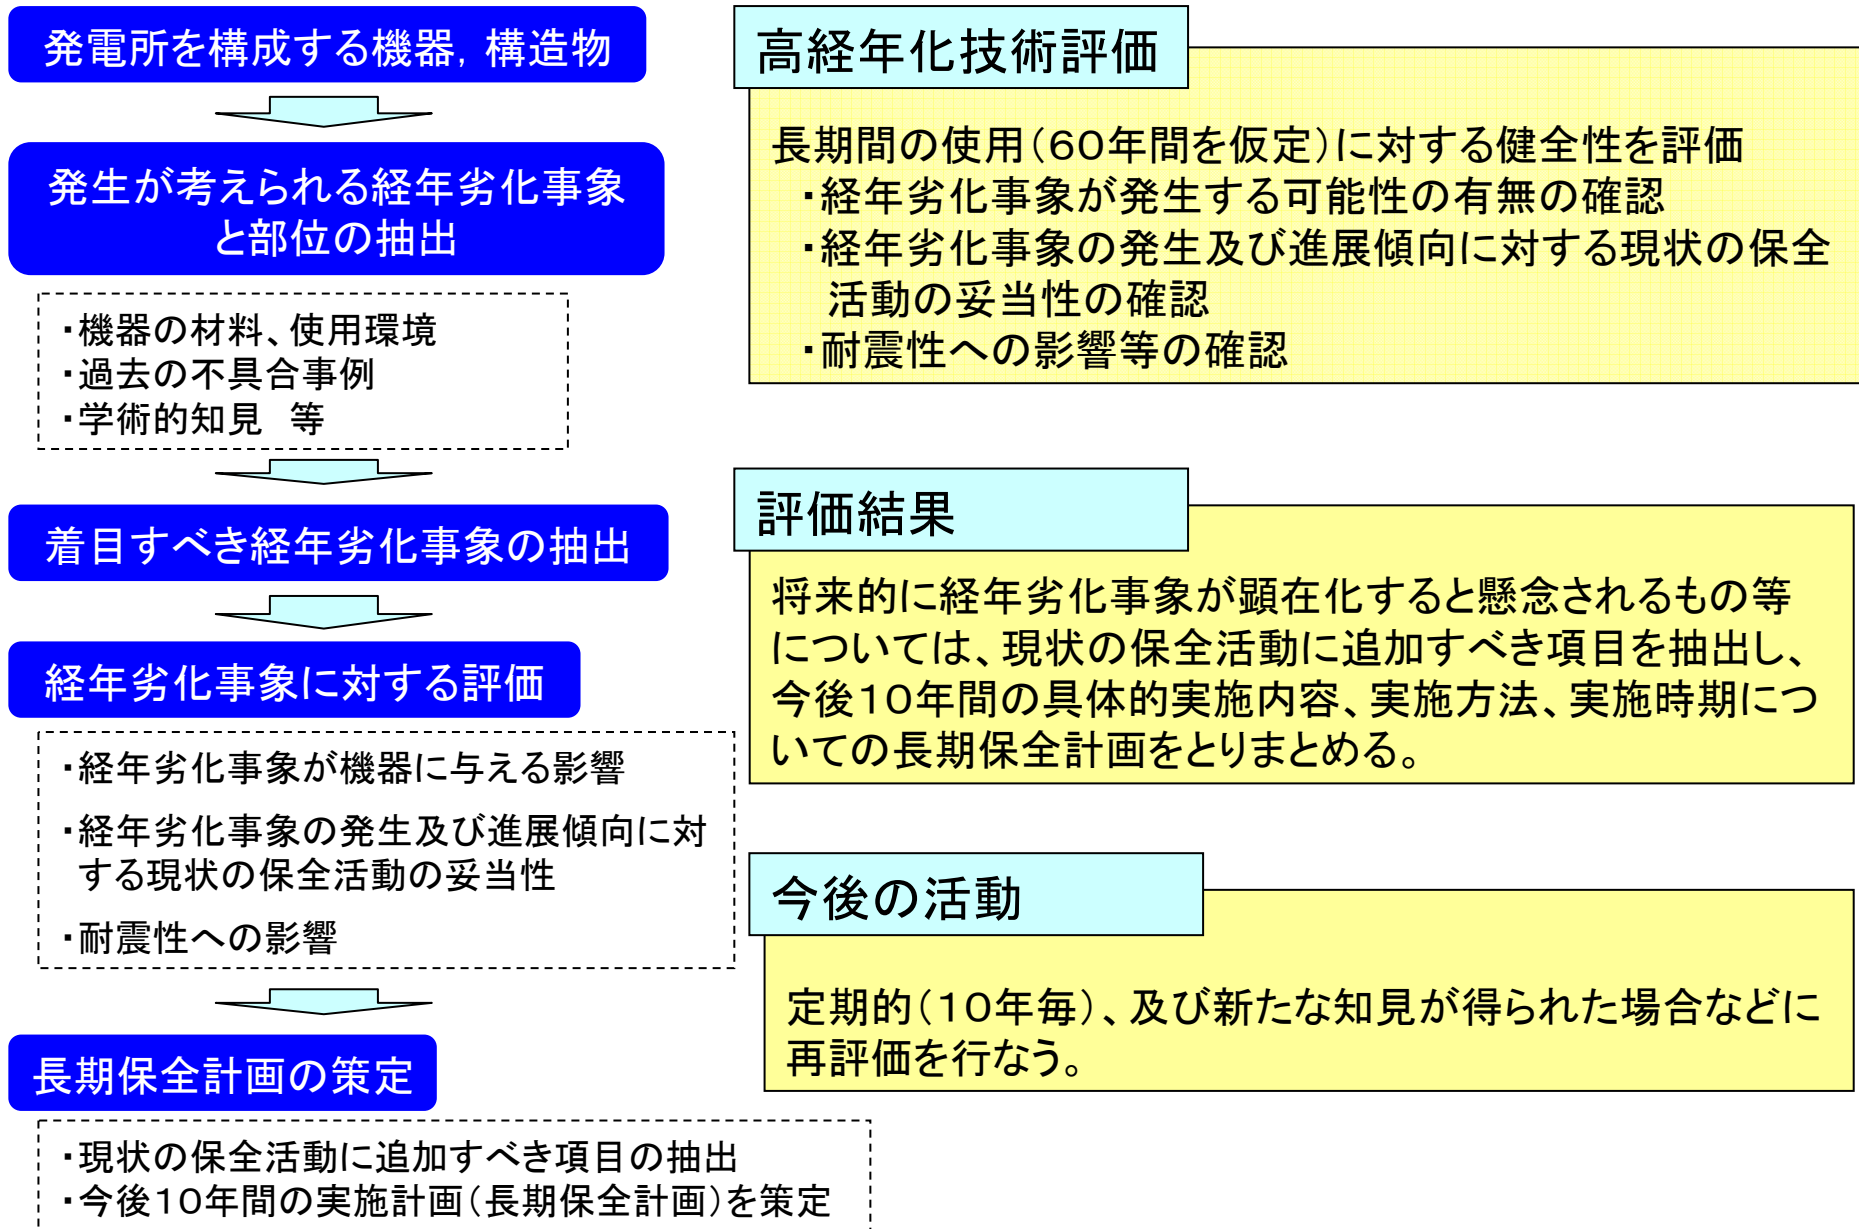 発電所を構成する機器，構造物
発生が考えられる経年劣化事象
と部位の抽出
・機器の材料、使用環境
・過去の不具合事例
・学術的知見　等
着目すべき経年劣化事象の抽出
経年劣化事象に対する評価
・経年劣化事象が機器に与える影響
・経年劣化事象の発生及び進展傾向に対
する現状の保全活動の妥当性
・耐震性への影響
長期保全計画の策定
・現状の保全活動に追加すべき項目の抽出
・今後１０年間の実施計画（長期保全計画）を策定
高経年化技術評価
長期間の使用（６０年間を仮定）に対する健全性を評価
・経年劣化事象が発生する可能性の有無の確認
・経年劣化事象の発生及び進展傾向に対する現状の保全
活動の妥当性の確認
・耐震性への影響等の確認
評価結果
将来的に経年劣化事象が顕在化すると懸念されるもの等
については、現状の保全活動に追加すべき項目を抽出し、
今後１０年間の具体的実施内容、実施方法、実施時期につ
いての長期保全計画をとりまとめる。
今後の活動
定期的（１０年毎）、及び新たな知見が得られた場合などに
再評価を行なう。